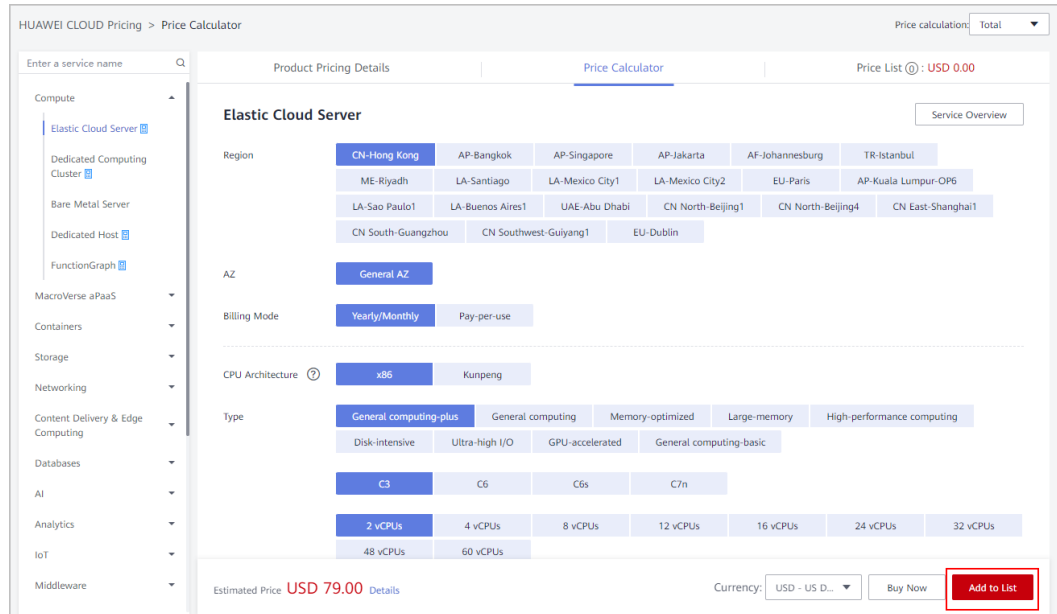 HUAWEI CLOUD Pricing > Price Calculator
Price calculation: Total
Enter a service name
Compute
Elastic Cloud Server
Dedicated Computing
Cluster
Bare Metal Server
Dedicated Host
FunctionGraph
MacroVerse aPaaS
Containers
Storage
Networking
Content Delivery & Edge
Computing
Databases
AI
Analytics
IoT
Middleware
Product Pricing Details
Price Calculator
Price List (0) : USD 0.00
Elastic Cloud Server
Service Overview
Region
CN-Hong Kong AP-Bangkok AP-Singapore AP-Jakarta AF-Johannesburg TR-Istanbul
ME-Riyadh LA-Santiago LA-Mexico City1 LA-Mexico City2 EU-Paris AP-Kuala Lumpur-OP6
LA-Sao Paulo1 LA-Buenos Aires1 UAE-Abu Dhabi CN North-Beijing1 CN North-Beijing4 CN East-Shanghai1
CN South-Guangzhou CN Southwest-Guiyang1 EU-Dublin
AZ General AZ
Billing Mode Yearly/Monthly Pay-per-use
CPU Architecture ? x86 Kunpeng
Type General computing-plus General computing Memory-optimized Large-memory High-performance computing
Disk-intensive Ultra-high I/O GPU-accelerated General computing-basic
C3 C6 C6s C7n
2 vCPUs 4 vCPUs 8 vCPUs 12 vCPUs 16 vCPUs 24 vCPUs 32 vCPUs
48 vCPUs 60 vCPUs
Estimated Price USD 79.00 Details
Currency: USD - US D... Buy Now Add to List